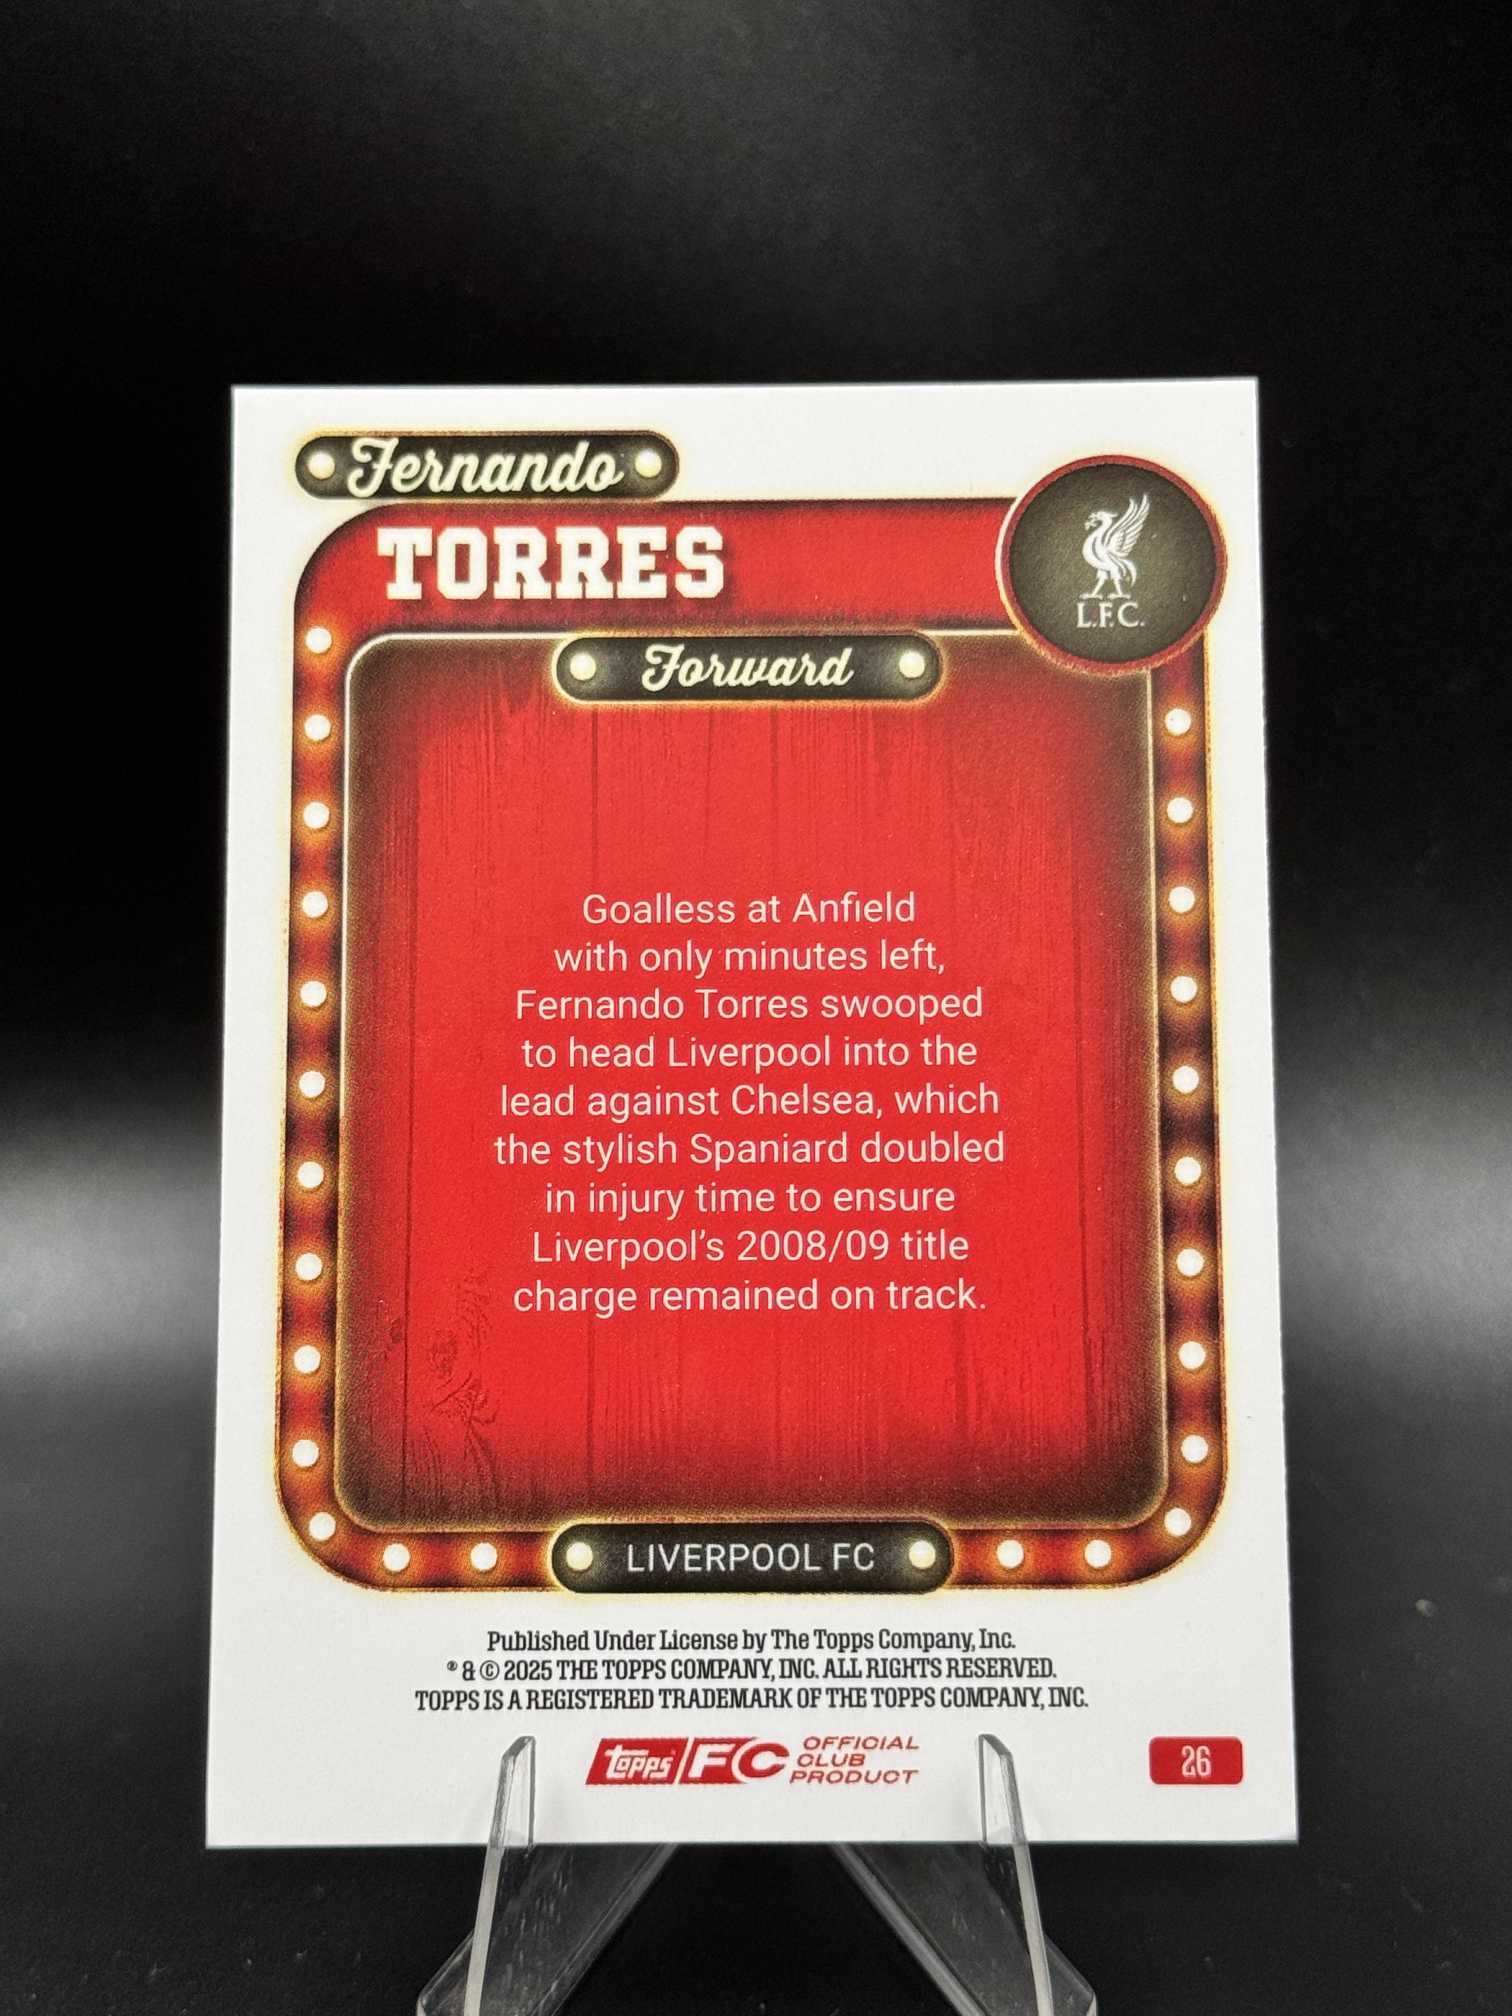 Fernando
TORRES
L.F.C.
Forward
Goalless at Anfield
with only minutes left,
Fernando Torres swooped
to head Liverpool into the
lead against Chelsea, which
the stylish Spaniard doubled
in injury time to ensure
Liverpool's 2008/09 title
charge remained on track.
LIVERPOOL FC
Published Under License by The Topps Company, Inc.
® & © 2025 THE TOPPS COMPANY, INC. ALL RIGHTS RESERVED.
TOPPS IS A REGISTERED TRADEMARK OF THE TOPPS COMPANY, INC.
topps FC
OFFICIAL
CLUB
PRODUCT
26